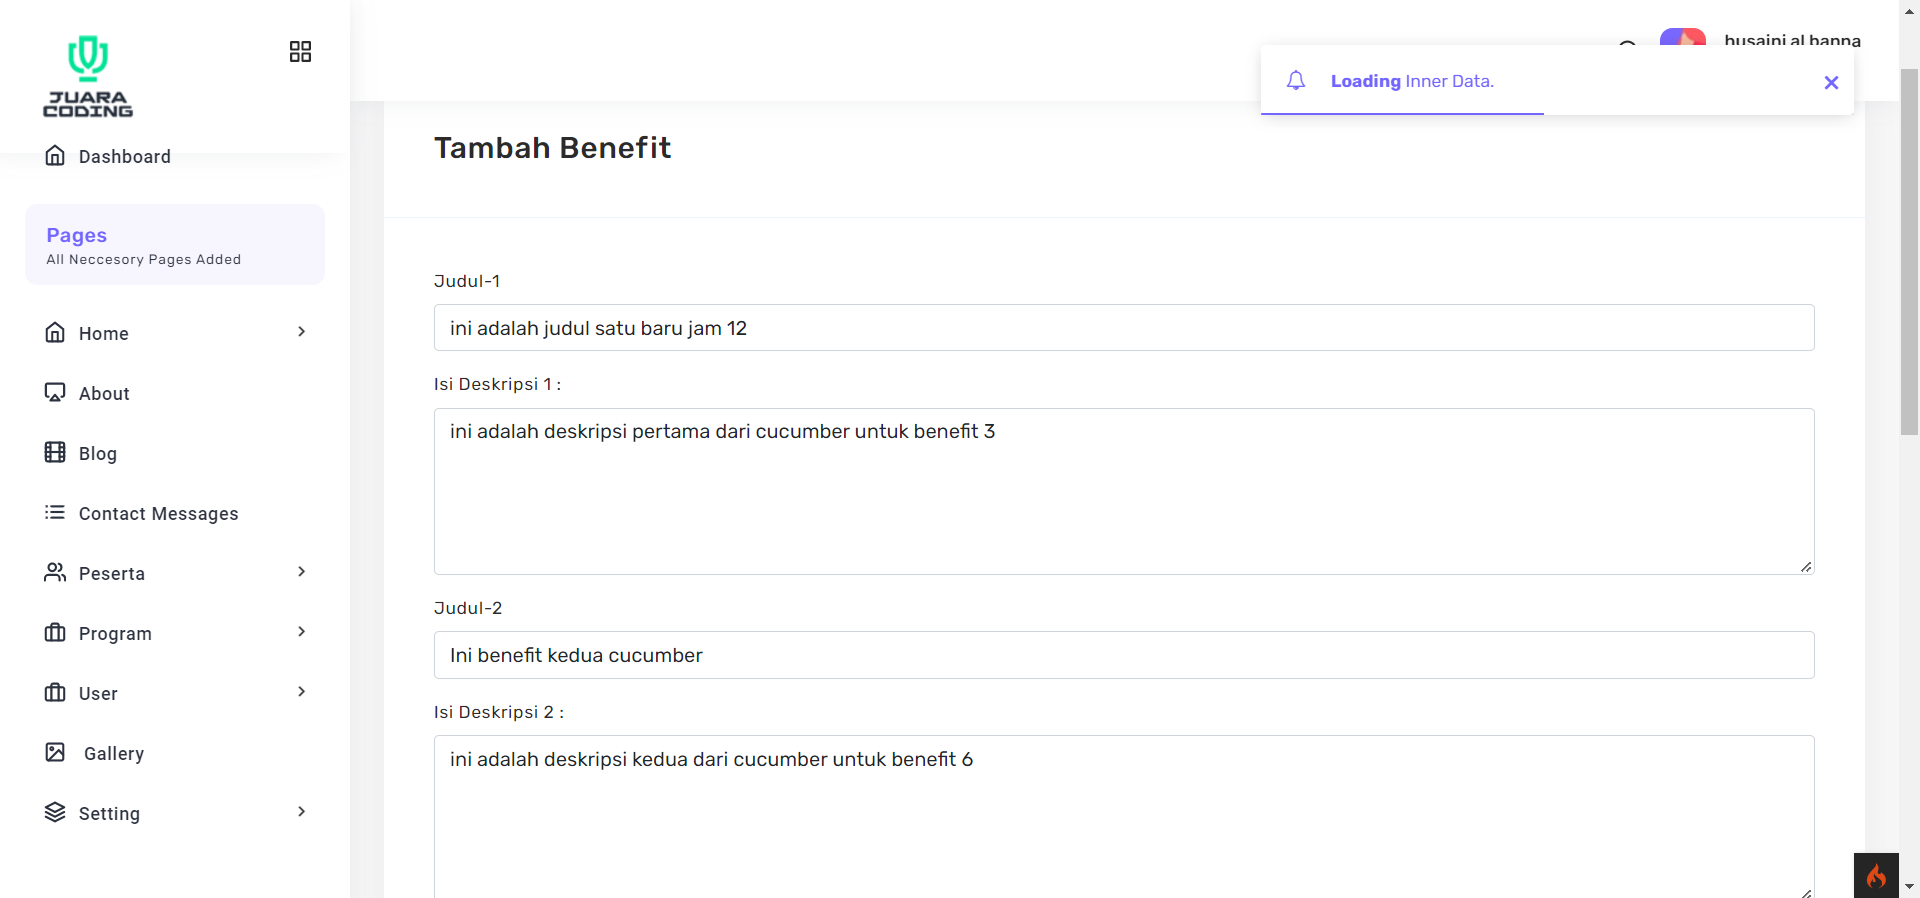 JUARA
CODING
husaini al banna
Loading Inner Data.
Dashboard
Pages
All Neccesory Pages Added
Home
About
Blog
Contact Messages
Peserta
Program
User
Gallery
Setting
Tambah Benefit
Judul-1
ini adalah judul satu baru jam 12
Isi Deskripsi 1 :
ini adalah deskripsi pertama dari cucumber untuk benefit 3
Judul-2
Ini benefit kedua cucumber
Isi Deskripsi 2 :
ini adalah deskripsi kedua dari cucumber untuk benefit 6